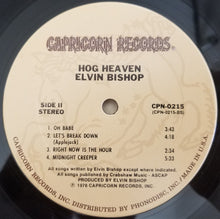 CAPRICORN RECORDS
HOG HEAVEN
ELVIN BISHOP
SIDE II
STEREO
CPN-0215
(CPN-0215-BS)
1. OH BABE 3:43
2. LET'S BREAK DOWN 4:18
(Applejack)
3. RIGHT NOW IS THE HOUR 2:34
4. MIDNIGHT CREEPER 4:33
All songs written by Elvin Bishop except where indicated.
All songs published by Crabshaw Music - ASCAP
PRODUCED BY ELVIN BISHOP
℗ 1978 CAPRICORN RECORDS, INC.
CAPRICORN RECORDS, INC. DISTRIBUTED BY PHONODISC, INC.
MADE IN U.S.A.